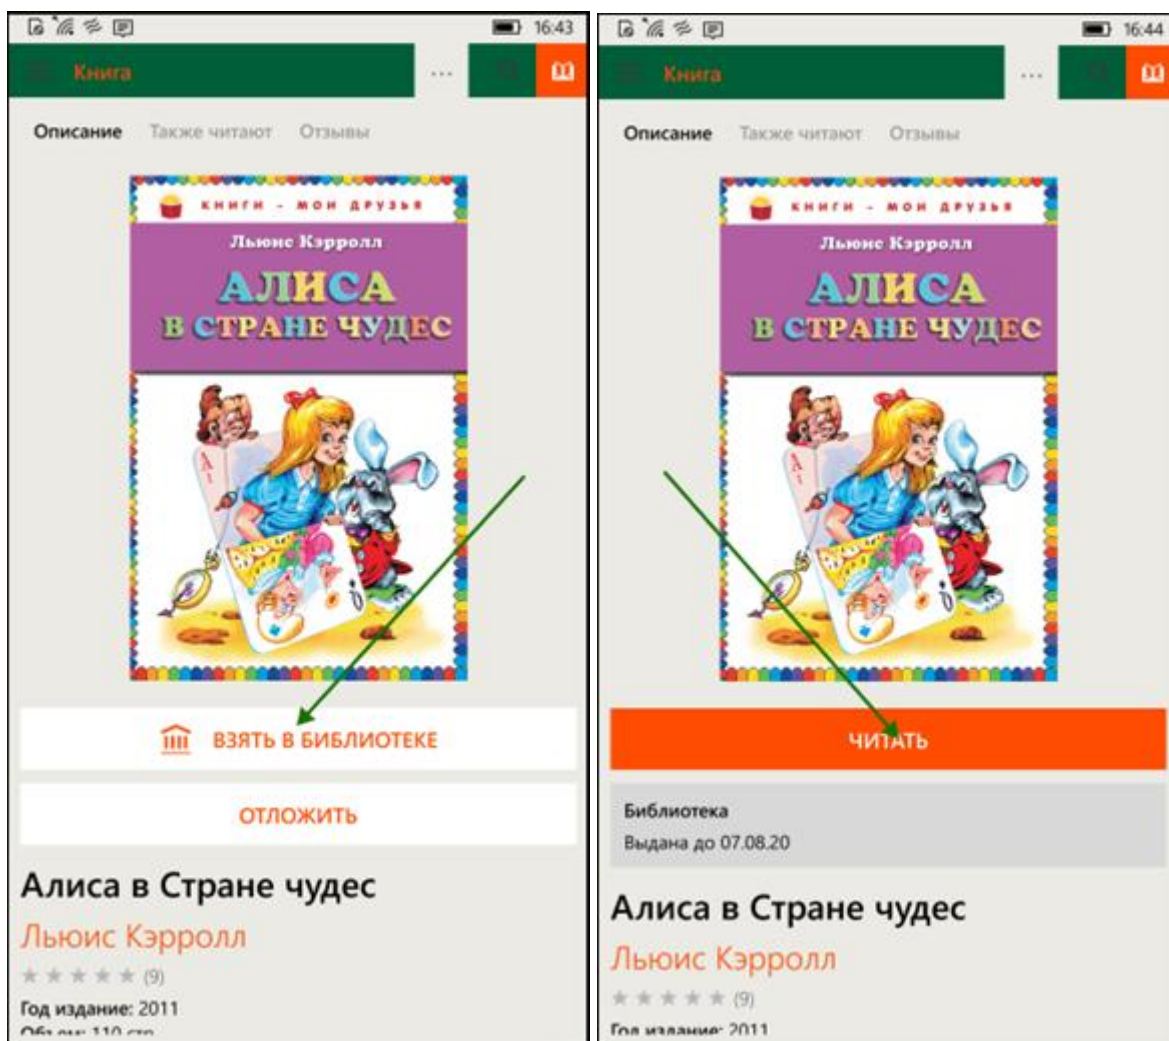 16:43
Книга
...
Описание Также читают Отзывы
КНИГИ - МОИ ДРУЗЬЯ
Льюис Кэрролл
АЛИСА
В СТРАНЕ ЧУДЕС
A
ВЗЯТЬ В БИБЛИОТЕКЕ
ОТЛОЖИТЬ
Алиса в Стране чудес
Льюис Кэрролл
(9)
Год издание: 2011
Объем: 110 стр
16:44
Книга
...
Описание Также читают Отзывы
КНИГИ - МОИ ДРУЗЬЯ
Льюис Кэрролл
АЛИСА
В СТРАНЕ ЧУДЕС
A
ЧИТАТЬ
Библиотека
Выдана до 07.08.20
Алиса в Стране чудес
Льюис Кэрролл
(9)
Год издание: 2011